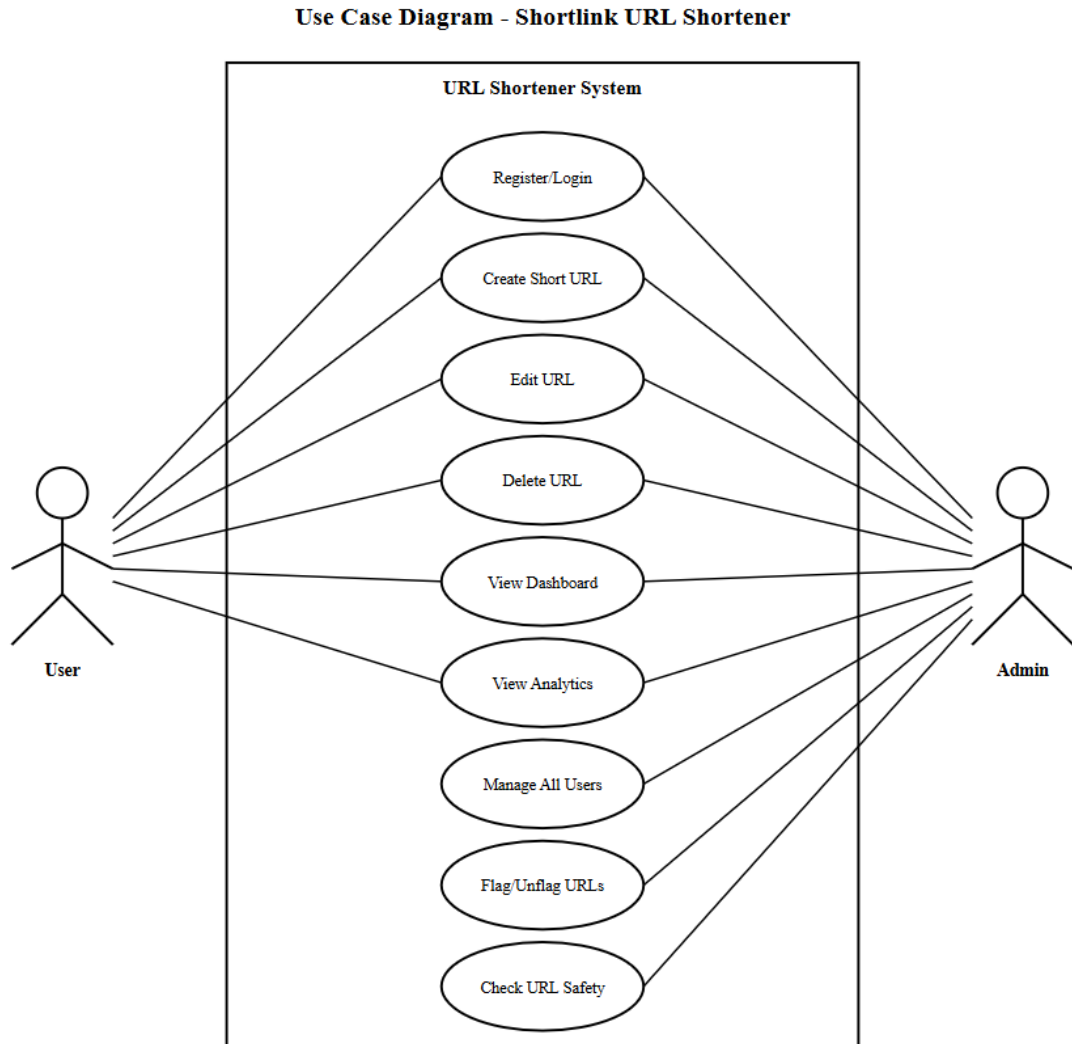 Use Case Diagram - Shortlink URL Shortener
URL Shortener System
Register/Login
Create Short URL
Edit URL
Delete URL
View Dashboard
View Analytics
User
Admin
Manage All Users
Flag/Unflag URLs
Check URL Safety